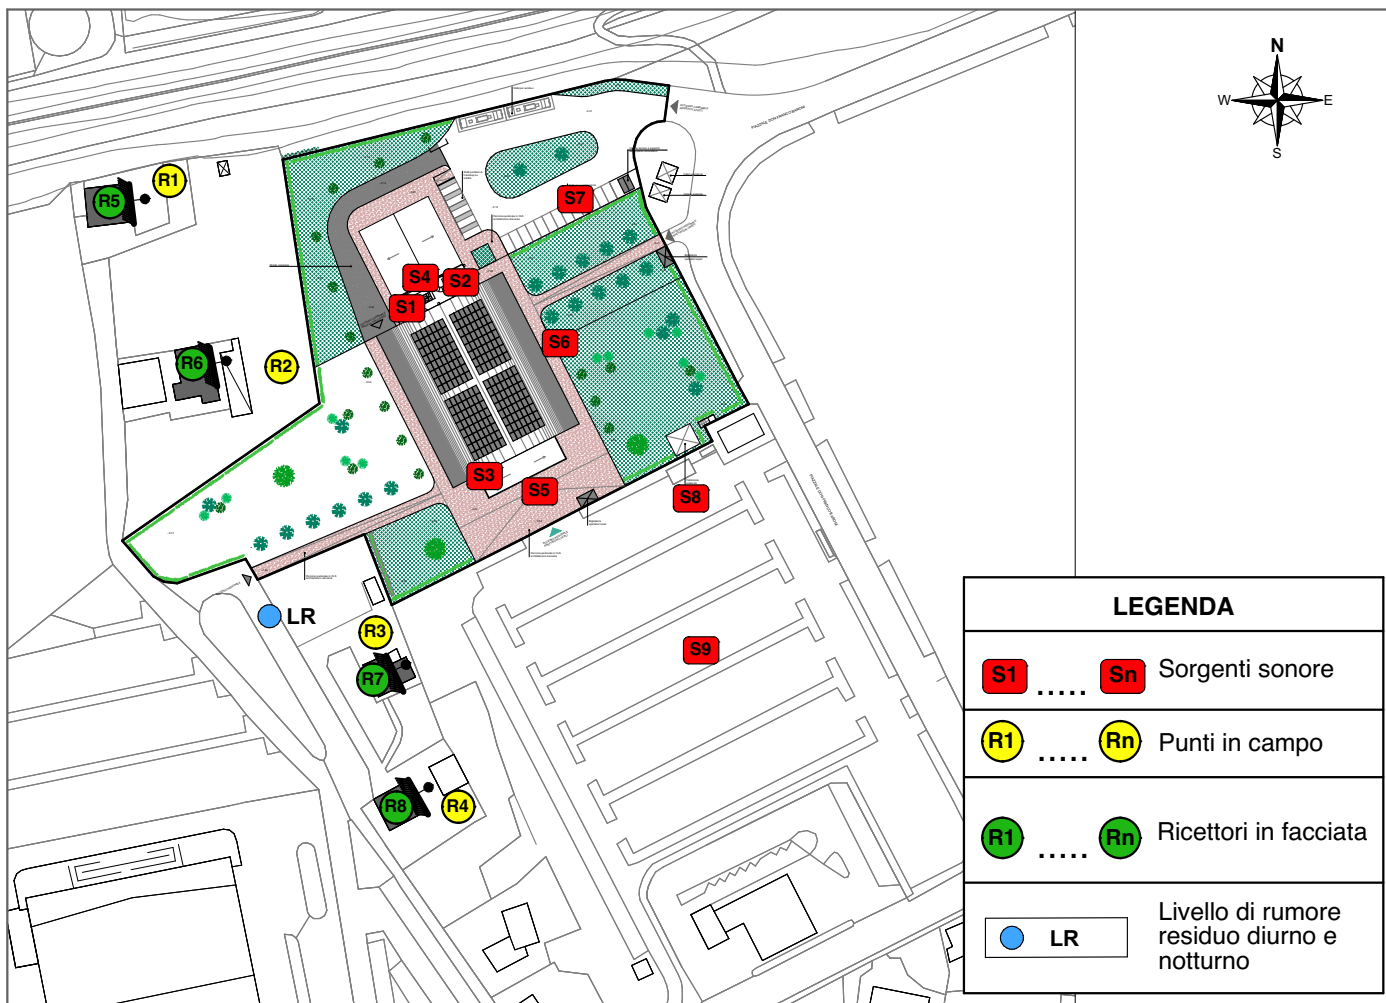 N
W E
S
R5
R1
S7
S4
S2
S1
R6
R2
S6
S3
S5
S8
LR
R3
R7
S9
R8
R4
LEGENDA
S1 ..... Sn Sorgenti sonore
R1 ..... Rn Punti in campo
R1 ..... Rn Ricettori in facciata
LR Livello di rumore
residuo diurno e
notturno